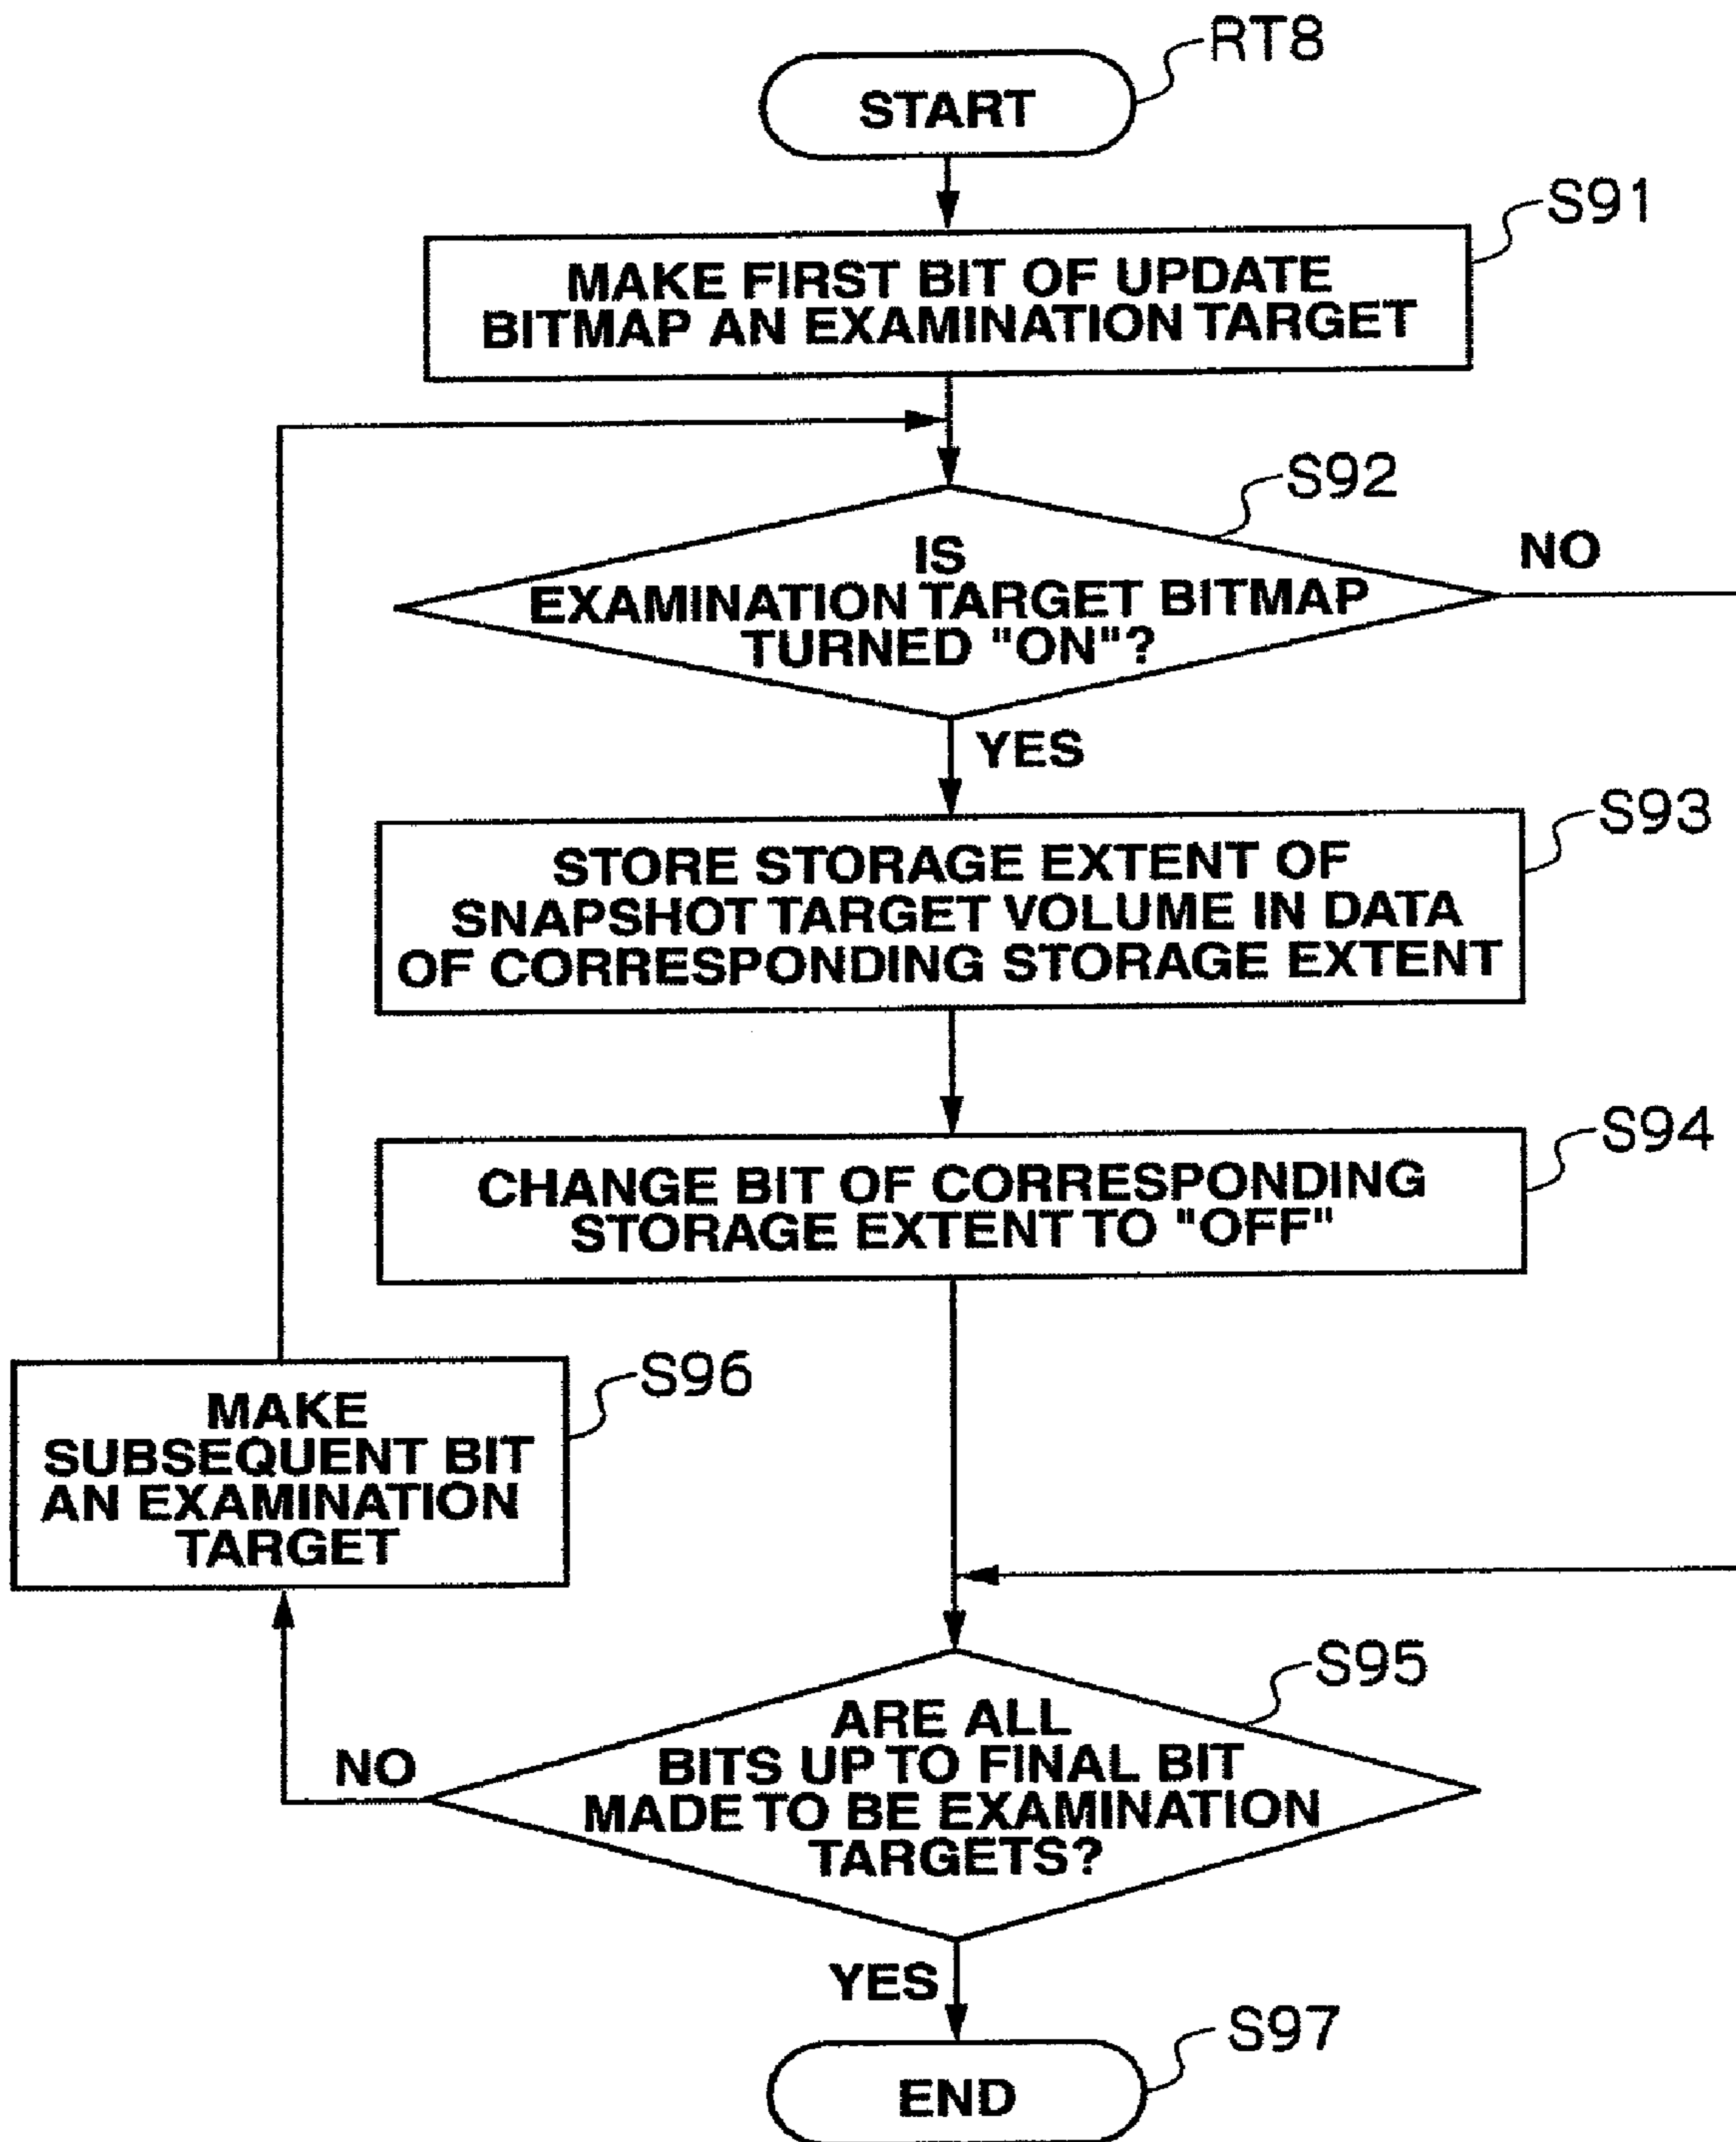 RT8
START
S91
MAKE FIRST BIT OF UPDATE
BITMAP AN EXAMINATION TARGET
S92
IS
EXAMINATION TARGET BITMAP
TURNED "ON"?
NO
YES
S93
STORE STORAGE EXTENT OF
SNAPSHOT TARGET VOLUME IN DATA
OF CORRESPONDING STORAGE EXTENT
S94
CHANGE BIT OF CORRESPONDING
STORAGE EXTENT TO "OFF"
S96
MAKE
SUBSEQUENT BIT
AN EXAMINATION
TARGET
S95
ARE ALL
BITS UP TO FINAL BIT
MADE TO BE EXAMINATION
TARGETS?
NO
YES
S97
END